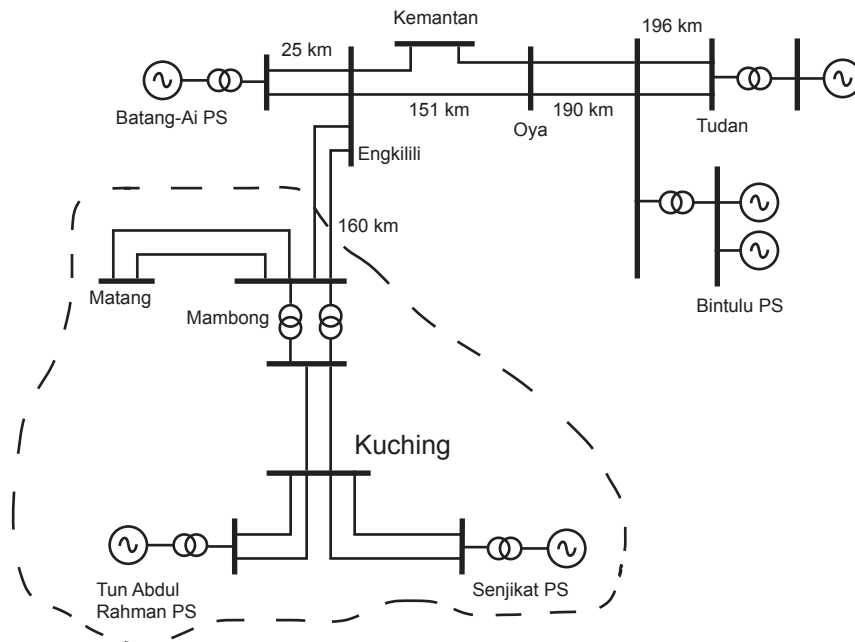 Kemantan
196 km
25 km
Batang-Ai PS
151 km
190 km
Oya
Tudan
Engkilili
160 km
Matang
Mambong
Bintulu PS
Kuching
Tun Abdul
Rahman PS
Senjikat PS